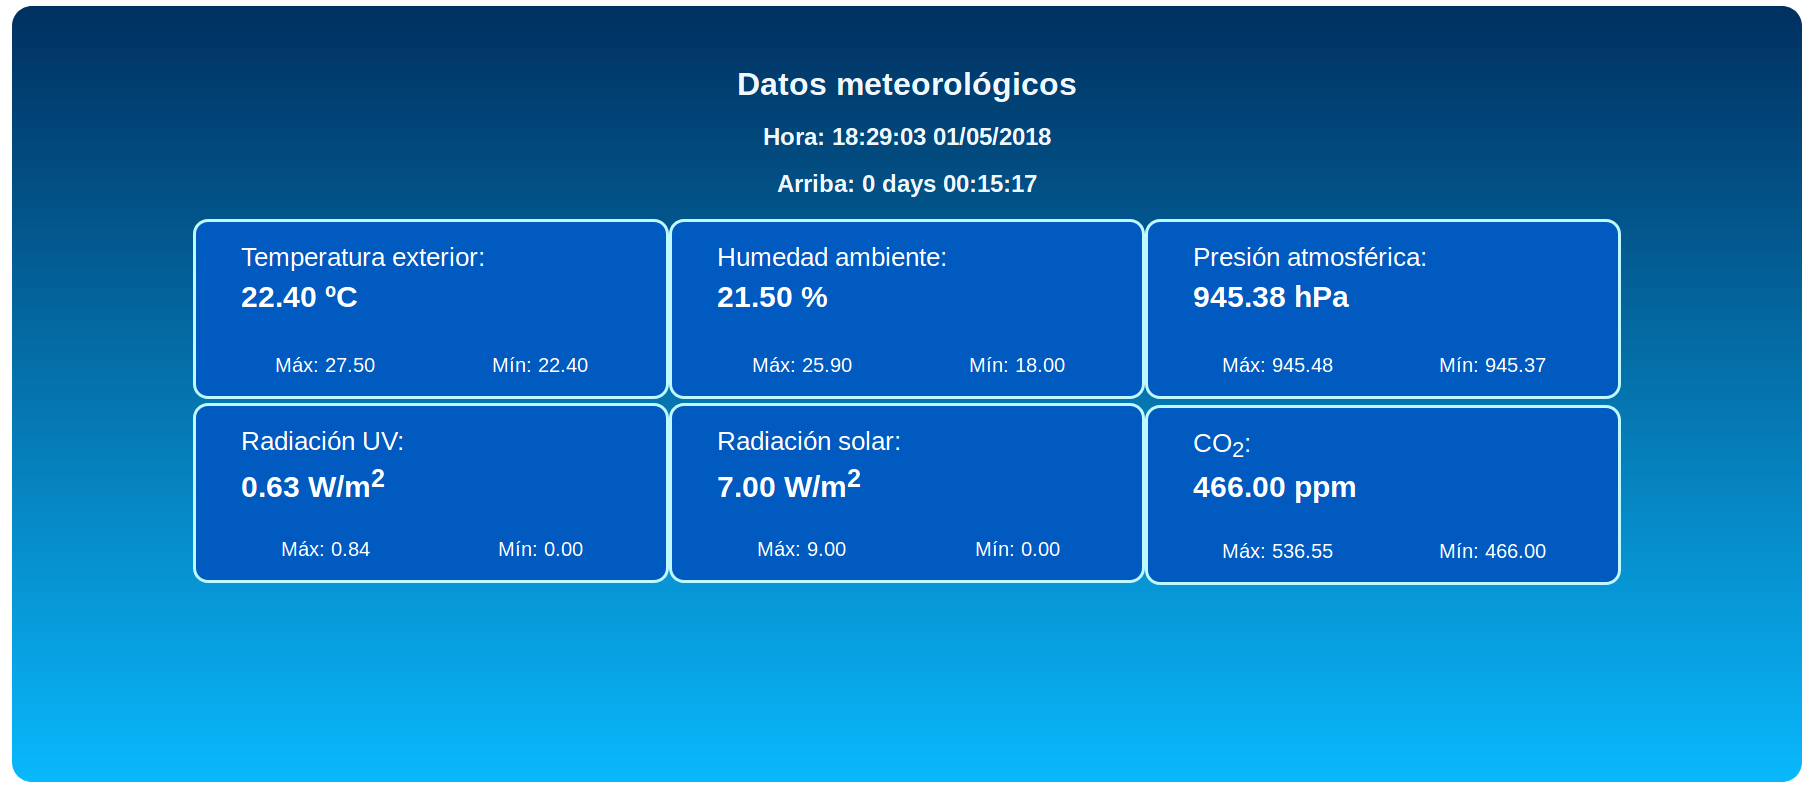 Datos meteorológicos
Hora: 18:29:03 01/05/2018
Arriba: 0 days 00:15:17
Temperatura exterior:
22.40 ºC
Máx: 27.50 Mín: 22.40
Humedad ambiente:
21.50 %
Máx: 25.90 Mín: 18.00
Presión atmosférica:
945.38 hPa
Máx: 945.48 Mín: 945.37
Radiación UV:
0.63 W/m²
Máx: 0.84 Mín: 0.00
Radiación solar:
7.00 W/m²
Máx: 9.00 Mín: 0.00
CO₂:
466.00 ppm
Máx: 536.55 Mín: 466.00